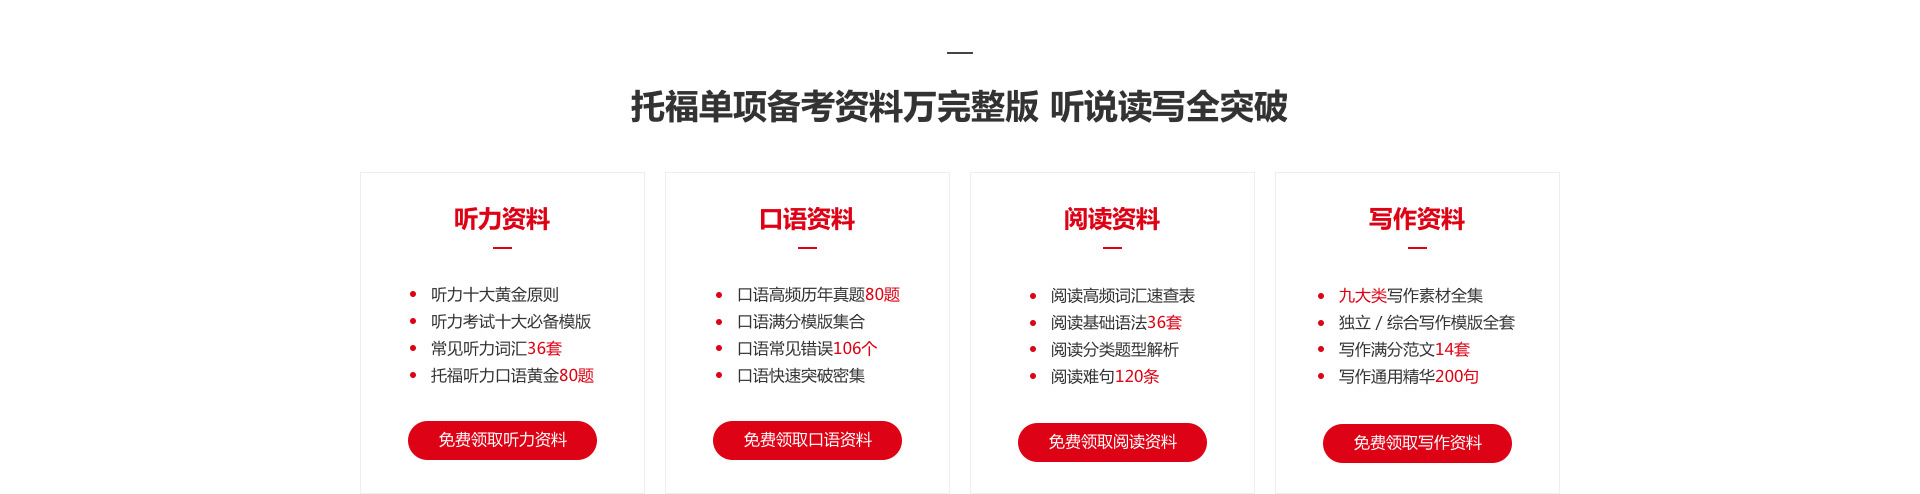 托福单项备考资料万完整版 听说读写全突破
听力资料
听力十大黄金原则
听力考试十大必备模版
常见听力词汇36套
托福听力口语黄金80题
免费领取听力资料
口语资料
口语高频历年真题80题
口语满分模版集合
口语常见错误106个
口语快速突破密集
免费领取口语资料
阅读资料
阅读高频词汇速查表
阅读基础语法36套
阅读分类题型解析
阅读难句120条
免费领取阅读资料
写作资料
九大类写作素材全集
独立 / 综合写作模版全套
写作满分范文14套
写作通用精华200句
免费领取写作资料